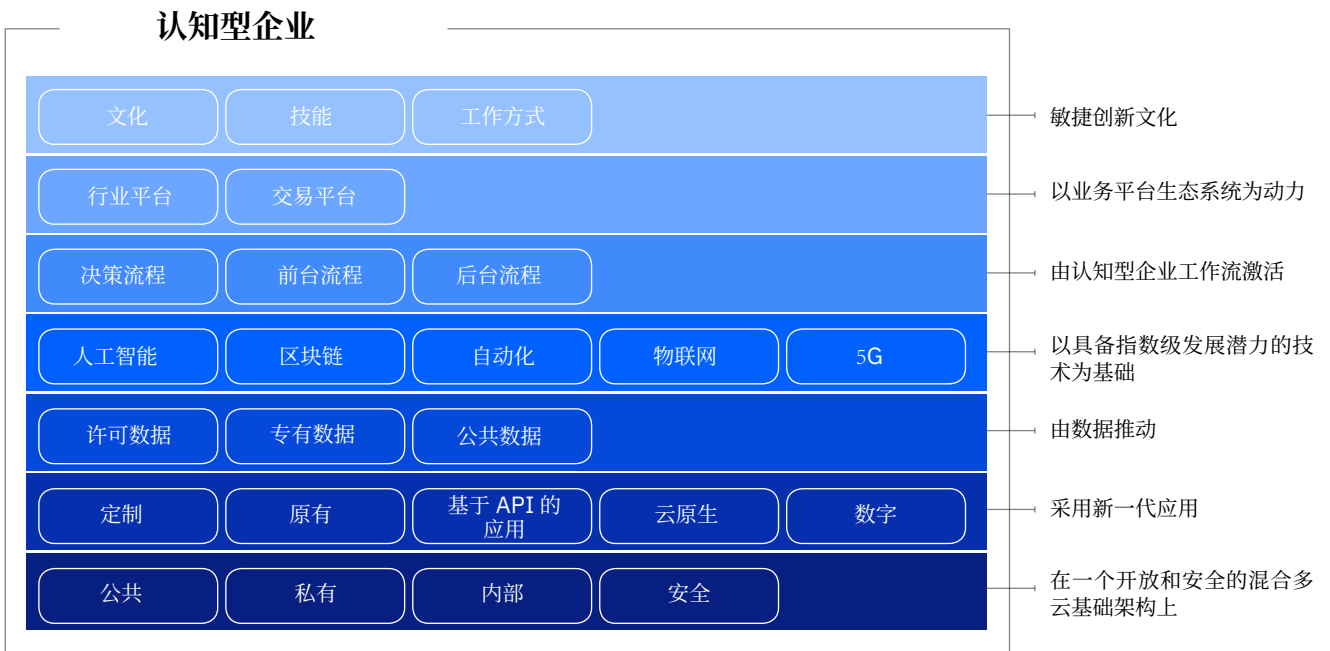 认知型企业
文化 技能 工作方式
敏捷创新文化
行业平台 交易平台
以业务平台生态系统为动力
决策流程 前台流程 后台流程
由认知型企业工作流激活
人工智能 区块链 自动化 物联网 5G
以具备指数级发展潜力的技
术为基础
许可数据 专有数据 公共数据
由数据推动
定制 原有 基于 API 的
应用 云原生 数字
采用新一代应用
公共 私有 内部 安全
在一个开放和安全的混合多
云基础架构上